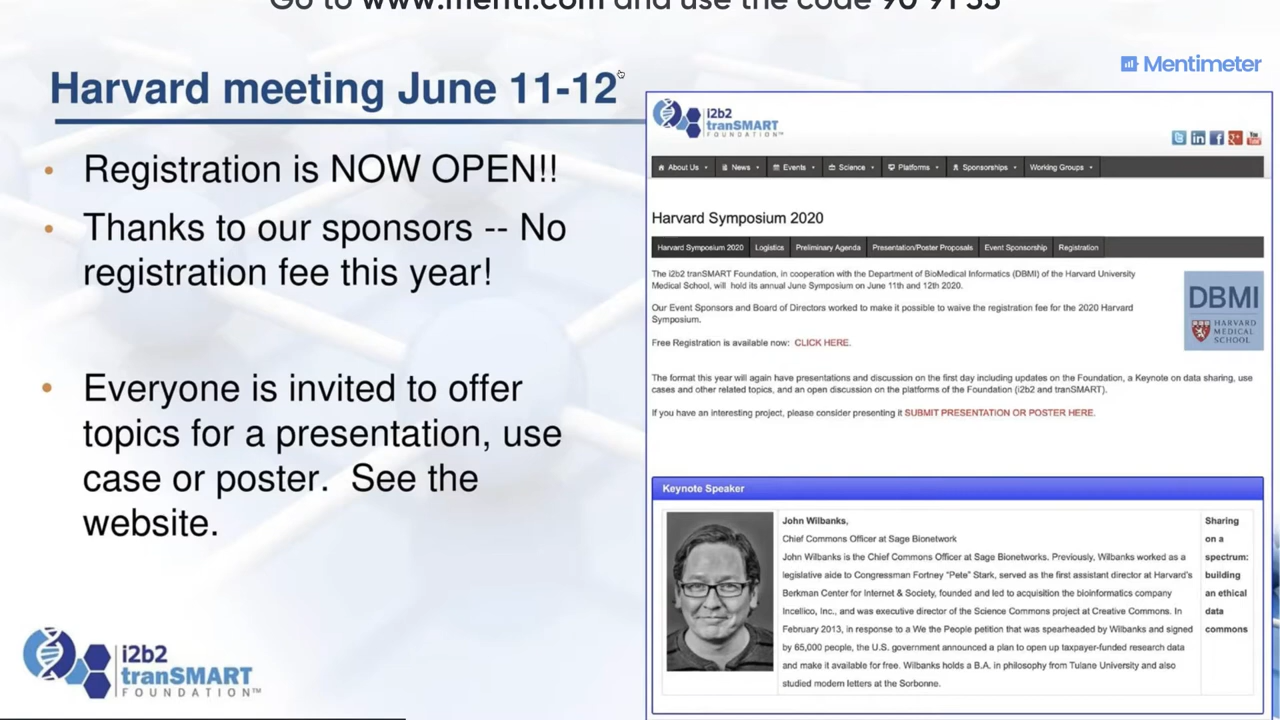 Go to www.menti.com and use the code 90 91 55
Mentimeter
Harvard meeting June 11-12
• Registration is NOW OPEN!!
• Thanks to our sponsors -- No
registration fee this year!
• Everyone is invited to offer
topics for a presentation, use
case or poster. See the
website.
i2b2
tranSMART
FOUNDATION™
i2b2
tranSMART
FOUNDATION™
About Us News Events Science Platforms Sponsorships Working Groups
Harvard Symposium 2020
Harvard Symposium 2020 Logistics Preliminary Agenda Presentation/Poster Proposals Event Sponsorship Registration
The i2b2 tranSMART Foundation, in cooperation with the Department of BioMedical Informatics (DBMI) of the Harvard University
Medical School, will hold its annual June Symposium on June 11th and 12th 2020.
Our Event Sponsors and Board of Directors worked to make it possible to waive the registration fee for the 2020 Harvard
Symposium.
Free Registration is available now: CLICK HERE.
DBMI
HARVARD
MEDICAL
SCHOOL
The format this year will again have presentations and discussion on the first day including updates on the Foundation, a Keynote on data sharing, use
cases and other related topics, and an open discussion on the platforms of the Foundation (i2b2 and tranSMART).
If you have an interesting project, please consider presenting it SUBMIT PRESENTATION OR POSTER HERE.
Keynote Speaker
John Wilbanks,
Chief Commons Officer at Sage Bionetwork
John Wilbanks is the Chief Commons Officer at Sage Bionetworks. Previously, Wilbanks worked as a
legislative aide to Congressman Fortney "Pete" Stark, served as the first assistant director at Harvard's
Berkman Center for Internet & Society, founded and led to acquisition the bioinformatics company
Incellico, Inc., and was executive director of the Science Commons project at Creative Commons. In
February 2013, in response to a We the People petition that was spearheaded by Wilbanks and signed
by 65,000 people, the U.S. government announced a plan to open up taxpayer-funded research data
and make it available for free. Wilbanks holds a B.A. in philosophy from Tulane University and also
studied modern letters at the Sorbonne.
Sharing
on a
spectrum:
building
an ethical
data
commons